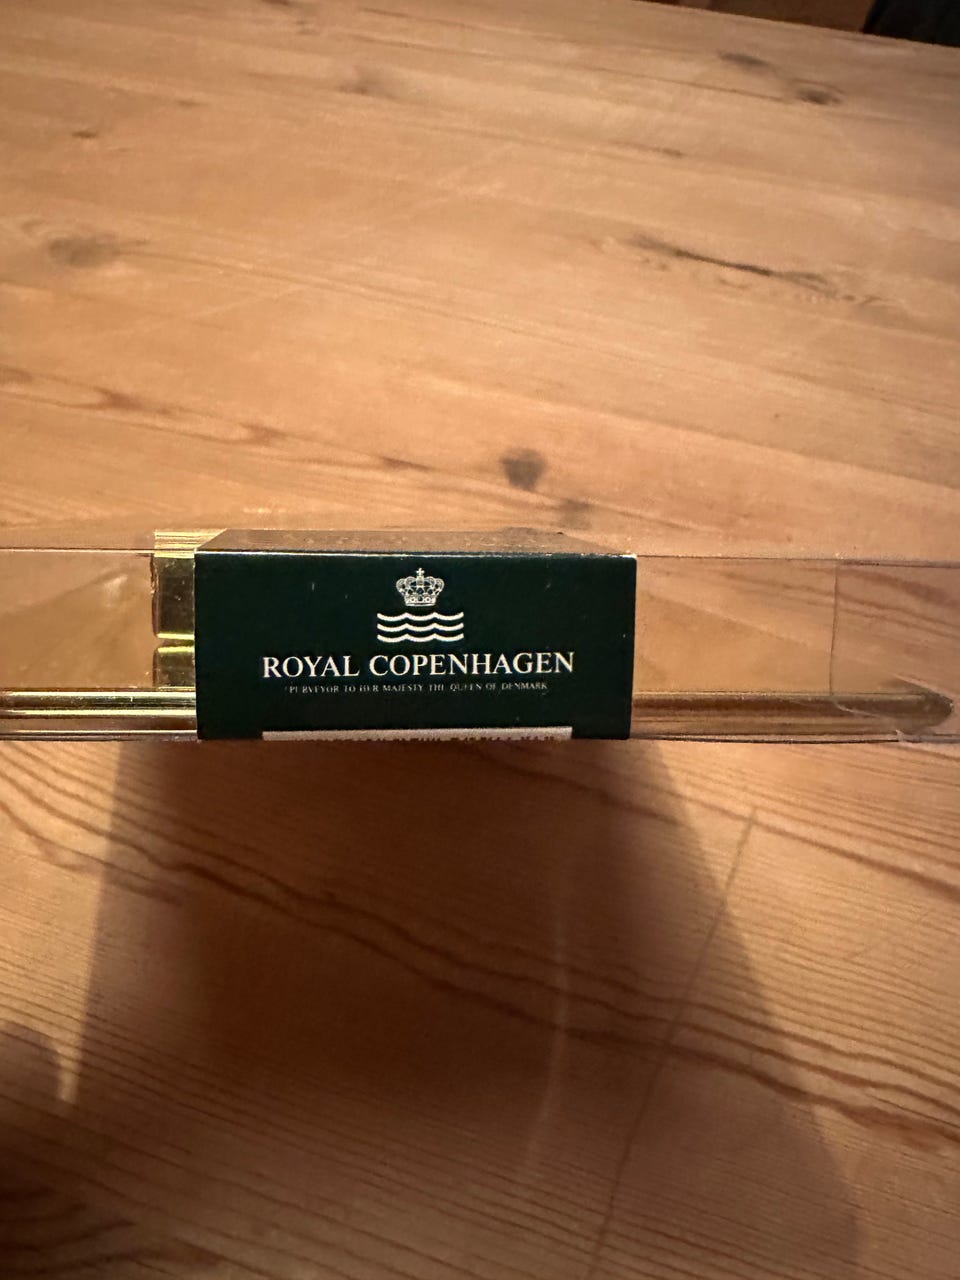 ROYAL COPENHAGEN
PURVEYOR TO HER MAJESTY THE QUEEN OF DENMARK